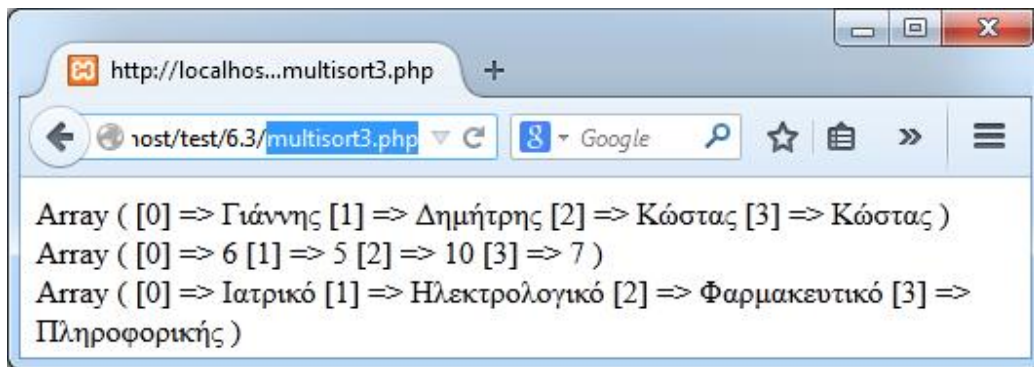 http://localhos...multisort3.php
nost/test/6.3/multisort3.php
Google
Array ( [0] => Γιάννης [1] => Δημήτρης [2] => Κώστας [3] => Κώστας )
Array ( [0] => 6 [1] => 5 [2] => 10 [3] => 7 )
Array ( [0] => Ιατρικό [1] => Ηλεκτρολογικό [2] => Φαρμακευτικό [3] =>
Πληροφορικής )